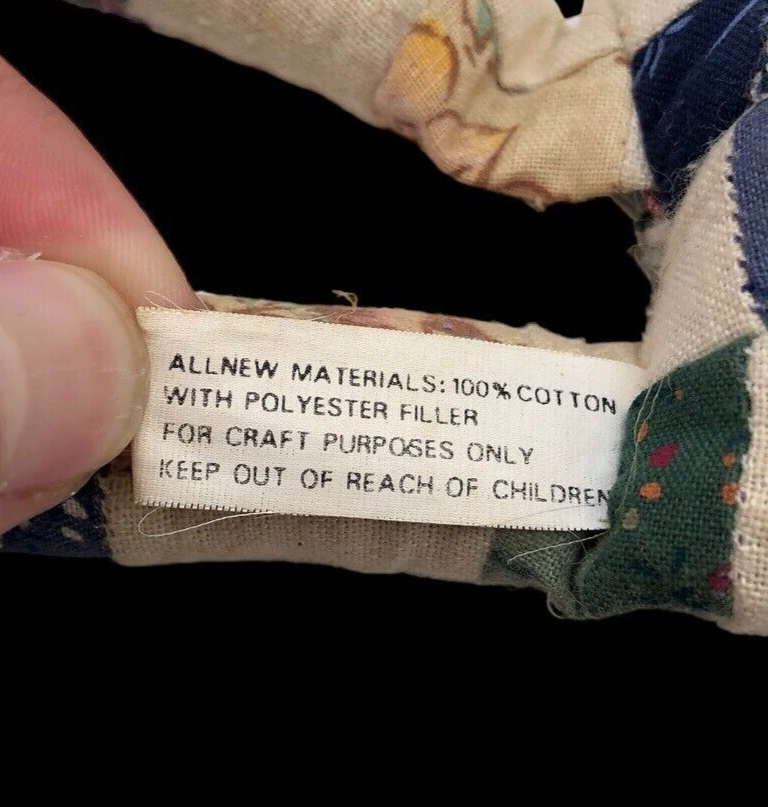 ALLNEW MATERIALS: 100% COTTON
WITH POLYESTER FILLER
FOR CRAFT PURPOSES ONLY
KEEP OUT OF REACH OF CHILDREN